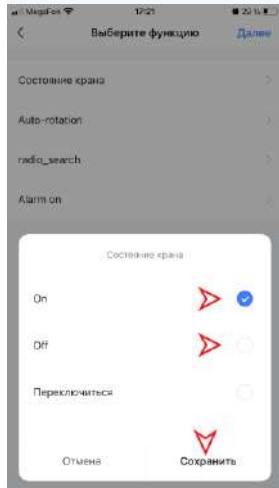 MegaFon 17:21 29 %
Выберите функцию Далее
Состояние крана
Auto-rotation
radio_search
Alarm on
Состояние крана
On
Off
Переключиться
Отмена Сохранить